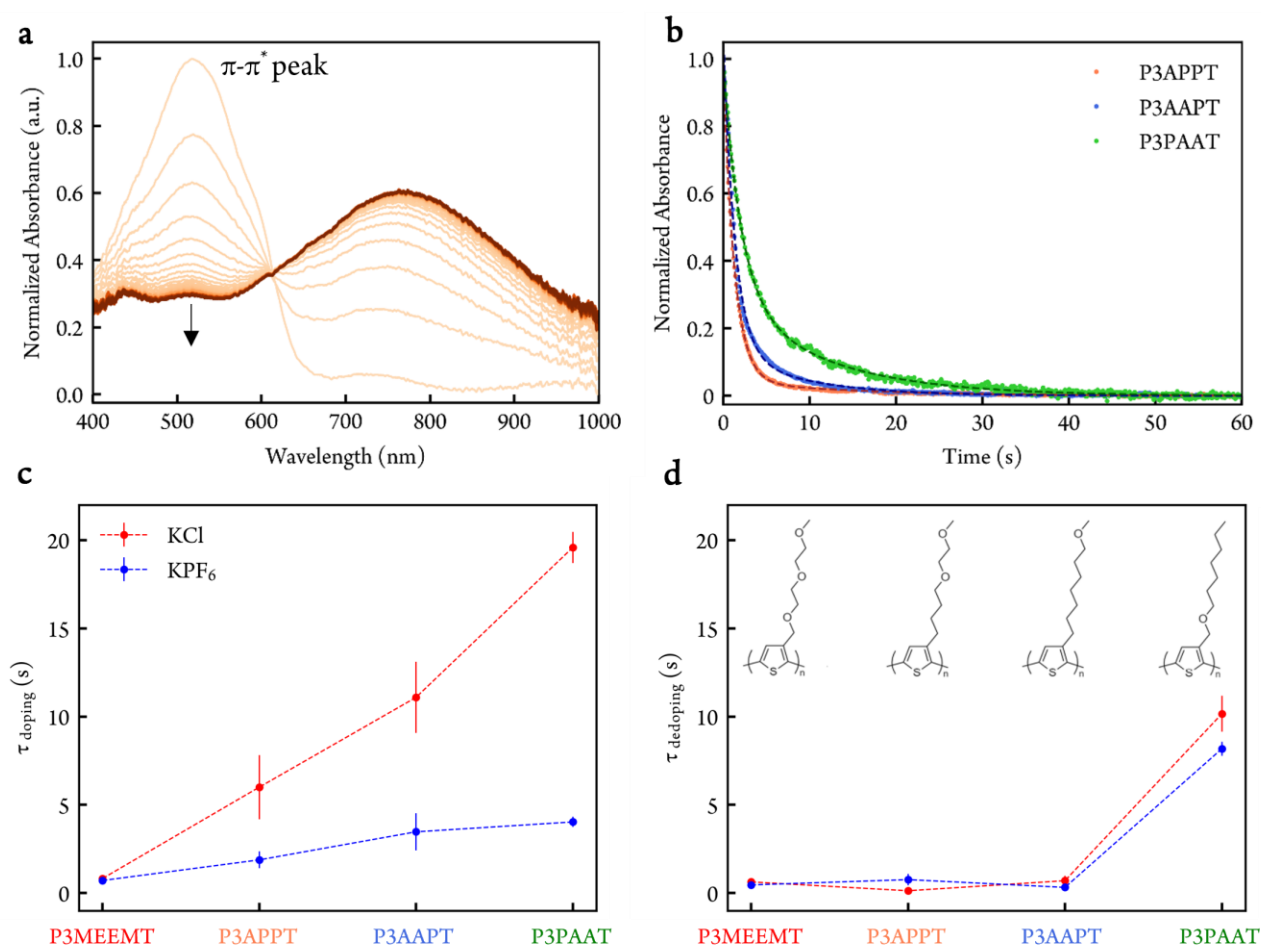 a
π-π* peak
1.0
0.8
0.6
0.4
0.2
0.0
Normalized Absorbance (a.u.)
400 500 600 700 800 900 1000
Wavelength (nm)
b
P3APPT
P3AAPT
P3PAAT
1.0
0.8
0.6
0.4
0.2
0
Normalized Absorbance
0 10 20 30 40 50 60
Time (s)
c
KCl
KPF6
20
15
10
5
0
τ doping (s)
P3MEEMT P3APPT P3AAPT P3PAAT
d
20
15
10
5
0
τ dedoping (s)
O O O S n
O O S n
O S n
O S n
P3MEEMT P3APPT P3AAPT P3PAAT